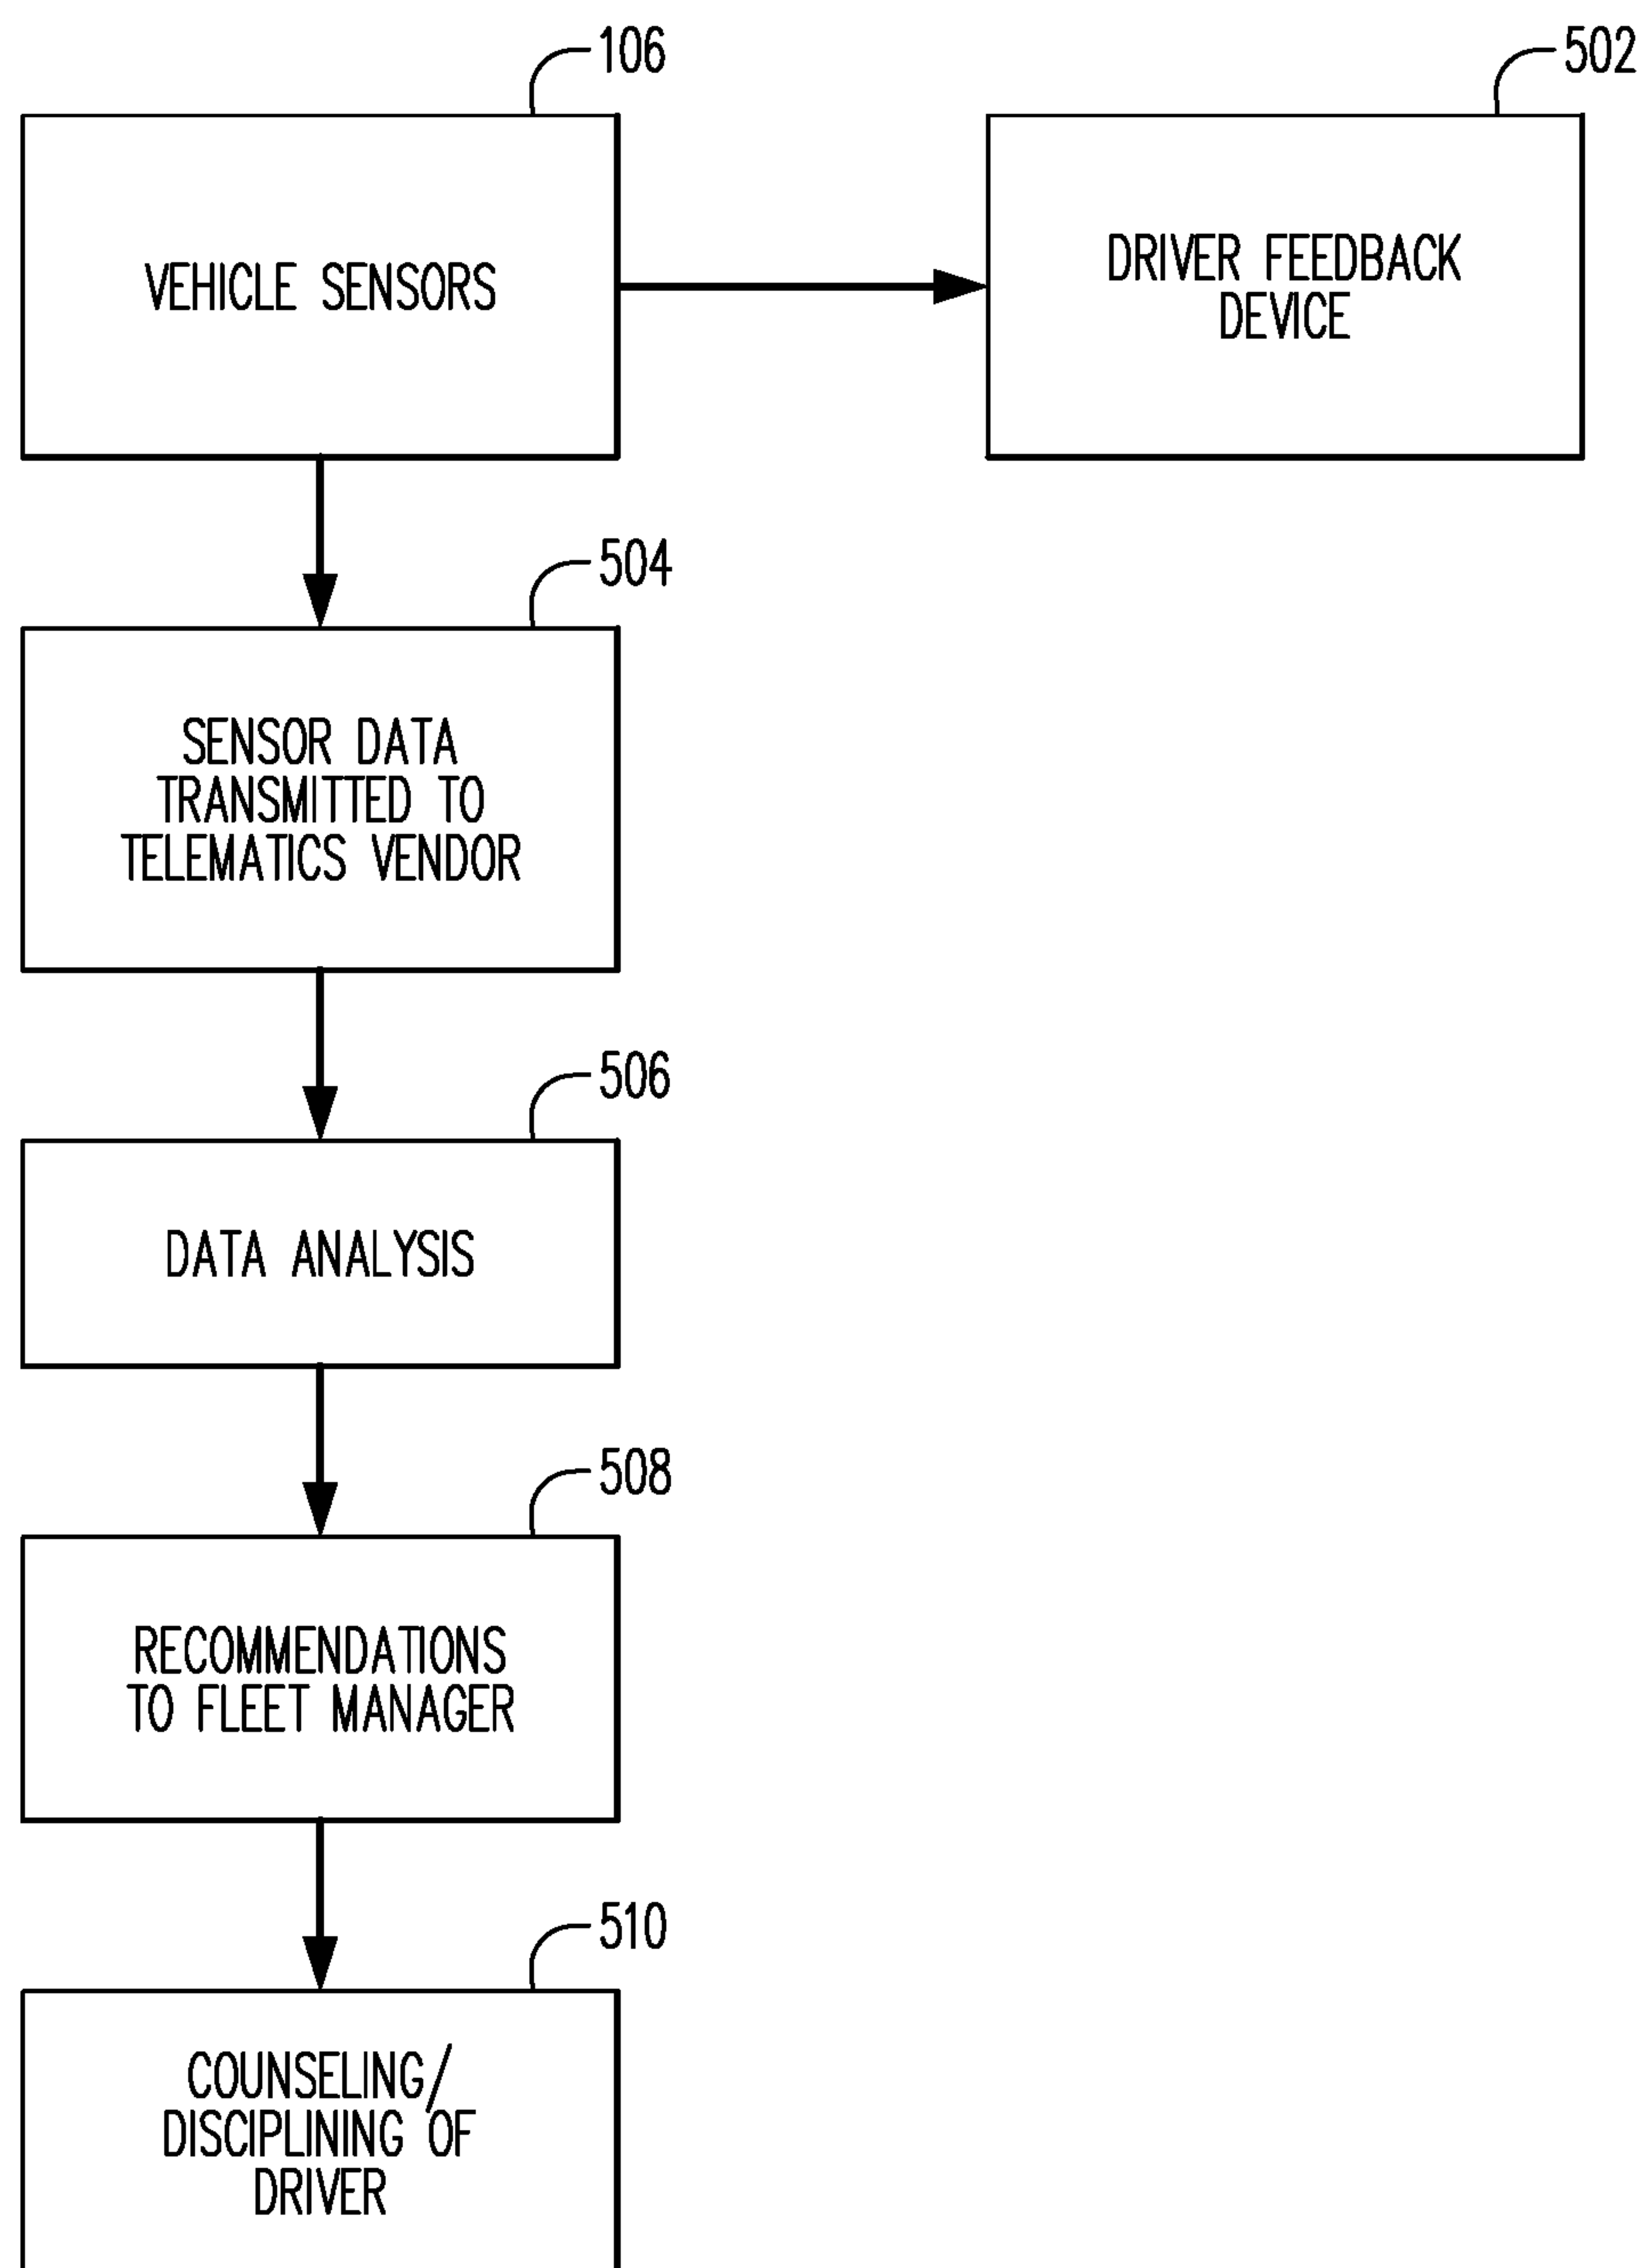 106
502
VEHICLE SENSORS
DRIVER FEEDBACK
DEVICE
504
SENSOR DATA
TRANSMITTED TO
TELEMATICS VENDOR
506
DATA ANALYSIS
508
RECOMMENDATIONS
TO FLEET MANAGER
510
COUNSELING/
DISCIPLINING OF
DRIVER